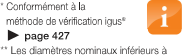 * Conformément à la
méthode de vérification igus®
► page 427
** Les diamètres nominaux inférieurs à
i